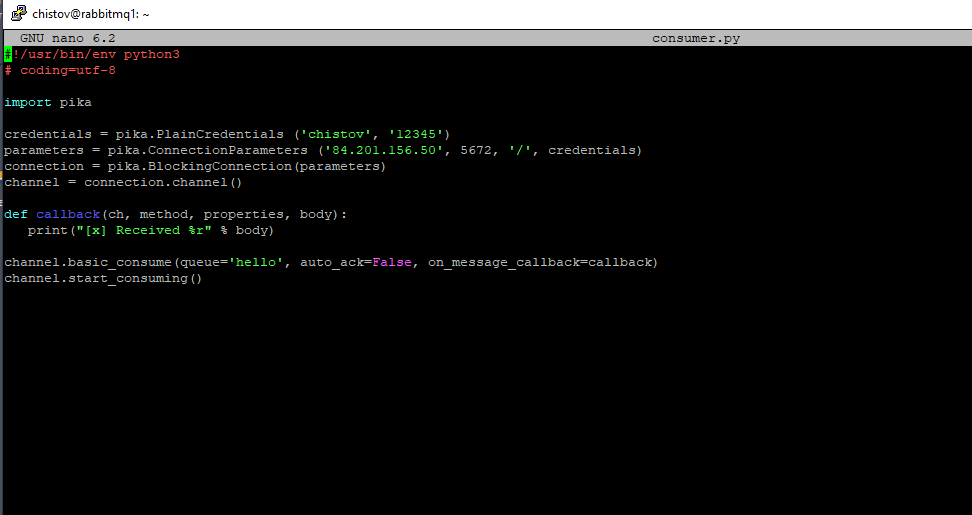 chistov@rabbitmq1: ~
GNU nano 6.2 consumer.py
#!/usr/bin/env python3
# coding=utf-8
import pika
credentials = pika.PlainCredentials ('chistov', '12345')
parameters = pika.ConnectionParameters ('84.201.156.50', 5672, '/', credentials)
connection = pika.BlockingConnection(parameters)
channel = connection.channel()
def callback(ch, method, properties, body):
   print("[x] Received %r" % body)
channel.basic_consume(queue='hello', auto_ack=False, on_message_callback=callback)
channel.start_consuming()